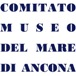 COMITATO
MUSEO
DEL MARE
DI ANCONA